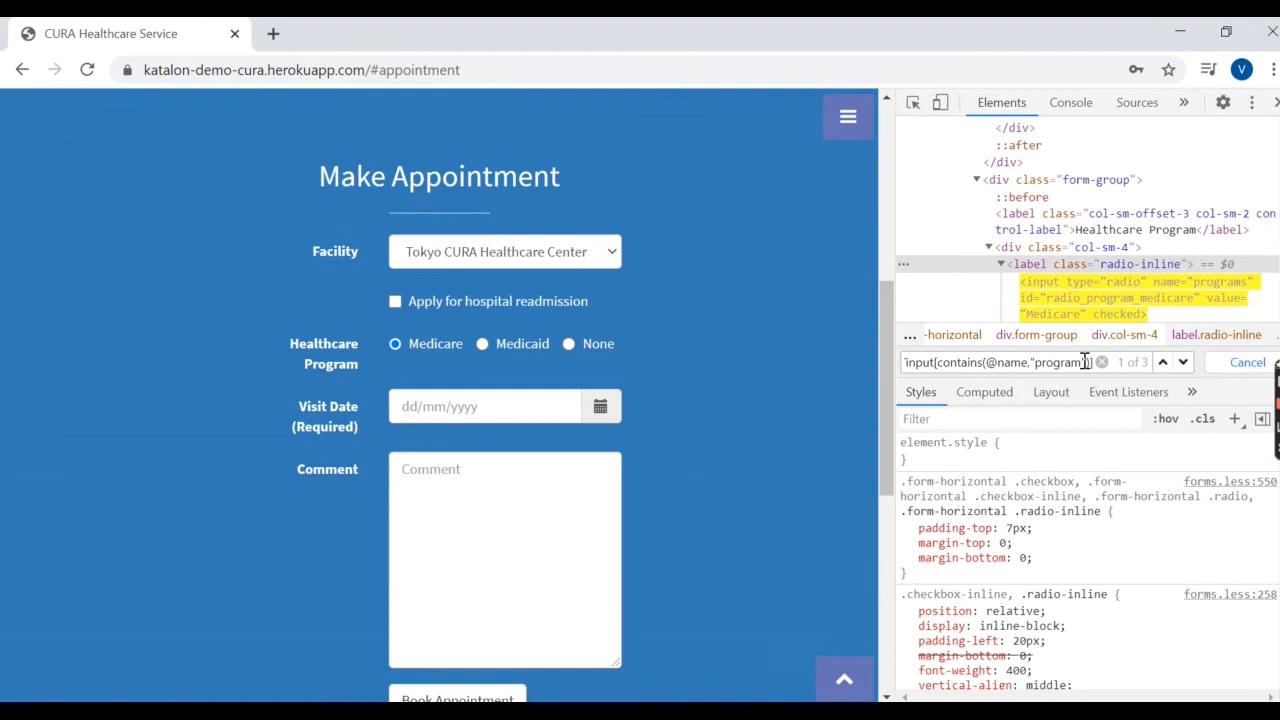 CURA Healthcare Service
katalon-demo-cura.herokuapp.com/#appointment
V
Make Appointment
Facility
Tokyo CURA Healthcare Center
Apply for hospital readmission
Healthcare Program
Medicare
Medicaid
None
Visit Date (Required)
dd/mm/yyyy
Comment
Comment
Book Appointment
Elements
Console
Sources
</div>
::after
</div>
<div class="form-group">
::before
<label class="col-sm-offset-3 col-sm-2 con
trol-label">Healthcare Program</label>
<div class="col-sm-4">
<label class="radio-inline"> == $0
<input type="radio" name="programs"
id="radio_program_medicare" value=
"Medicare" checked>
... -horizontal div.form-group div.col-sm-4 label.radio-inline
input[contains(@name,"program")]
1 of 3
Cancel
Styles
Computed
Layout
Event Listeners
Filter
:hov .cls
element.style {
}
.form-horizontal .checkbox, .form-
forms.less:550
horizontal .checkbox-inline, .form-horizontal .radio,
.form-horizontal .radio-inline {
padding-top: 7px;
margin-top: 0;
margin-bottom: 0;
}
.checkbox-inline, .radio-inline {
forms.less:258
position: relative;
display: inline-block;
padding-left: 20px;
margin-bottom: 0;
font-weight: 400;
vertical-align: middle;